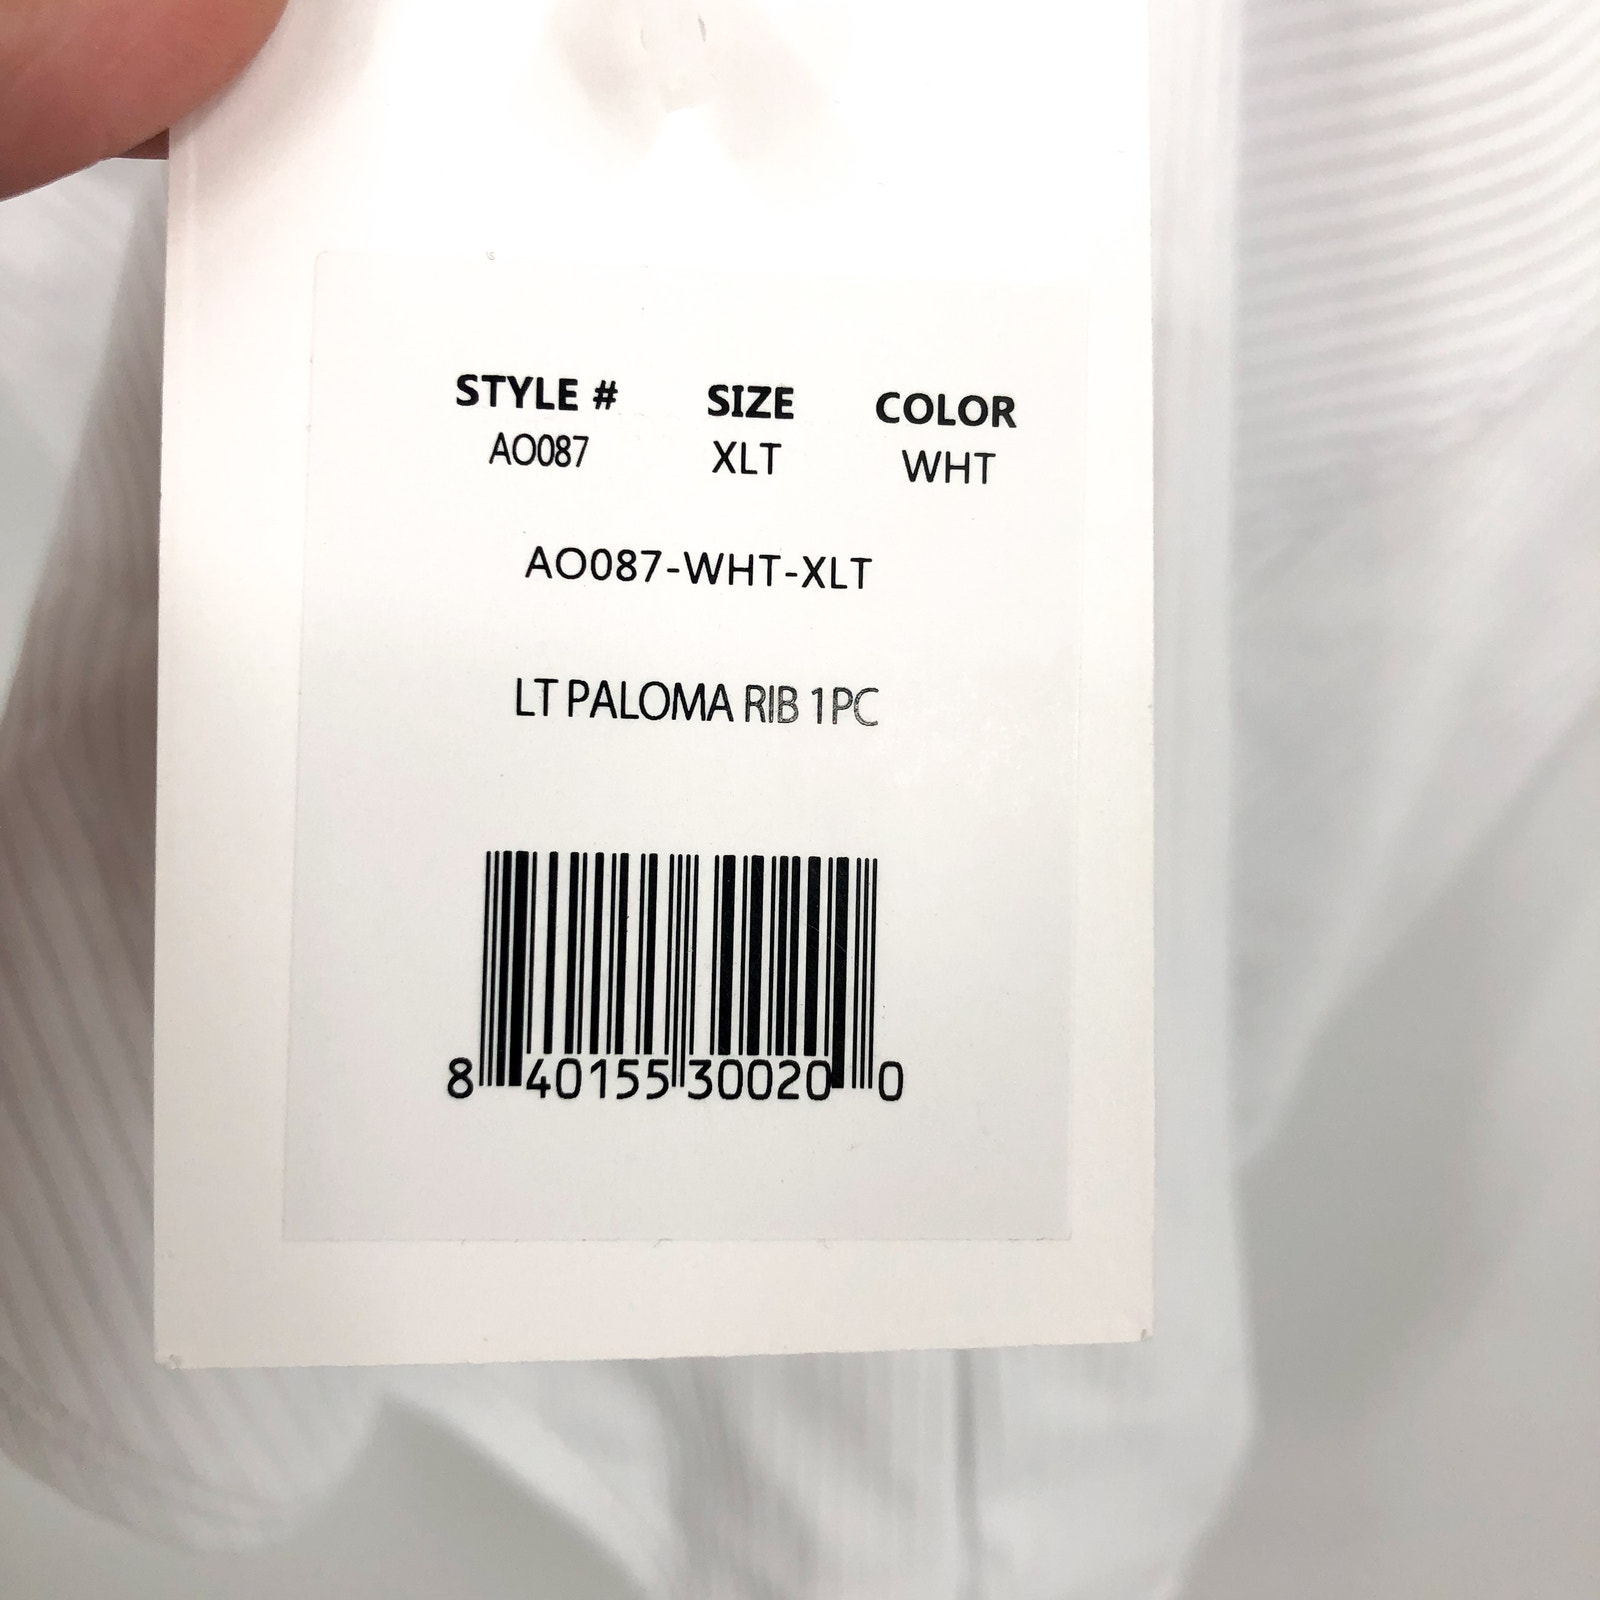 STYLE # SIZE COLOR
AO087 XLT WHT
AO087-WHT-XLT
LT PALOMA RIB 1PC
8 40155 30020 0